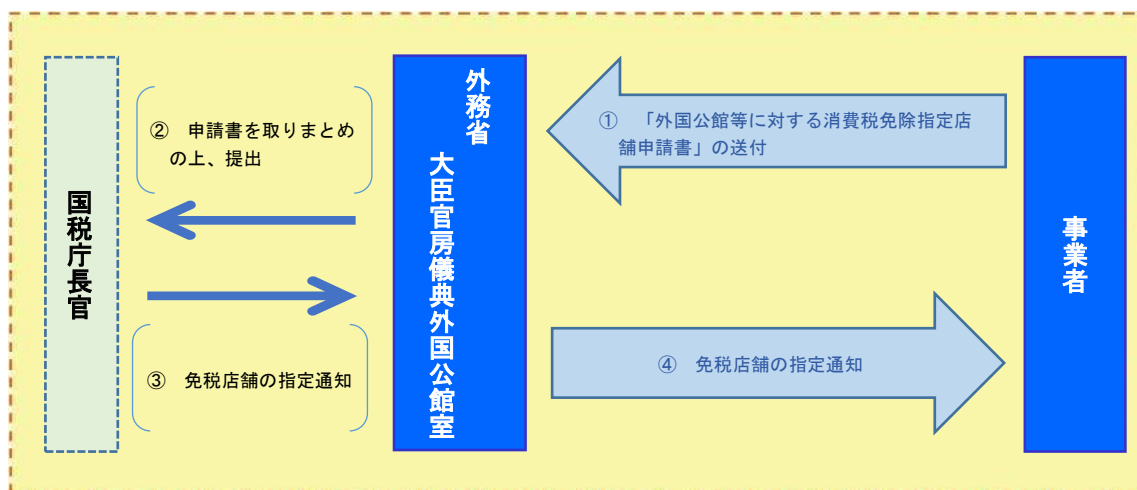 国税庁長官
② 申請書を取りまとめ
の上、提出
③ 免税店舗の指定通知
外務省
大臣官房儀典外国公館室
① 「外国公館等に対する消費税免除指定店
舗申請書」の送付
④ 免税店舗の指定通知
事業者